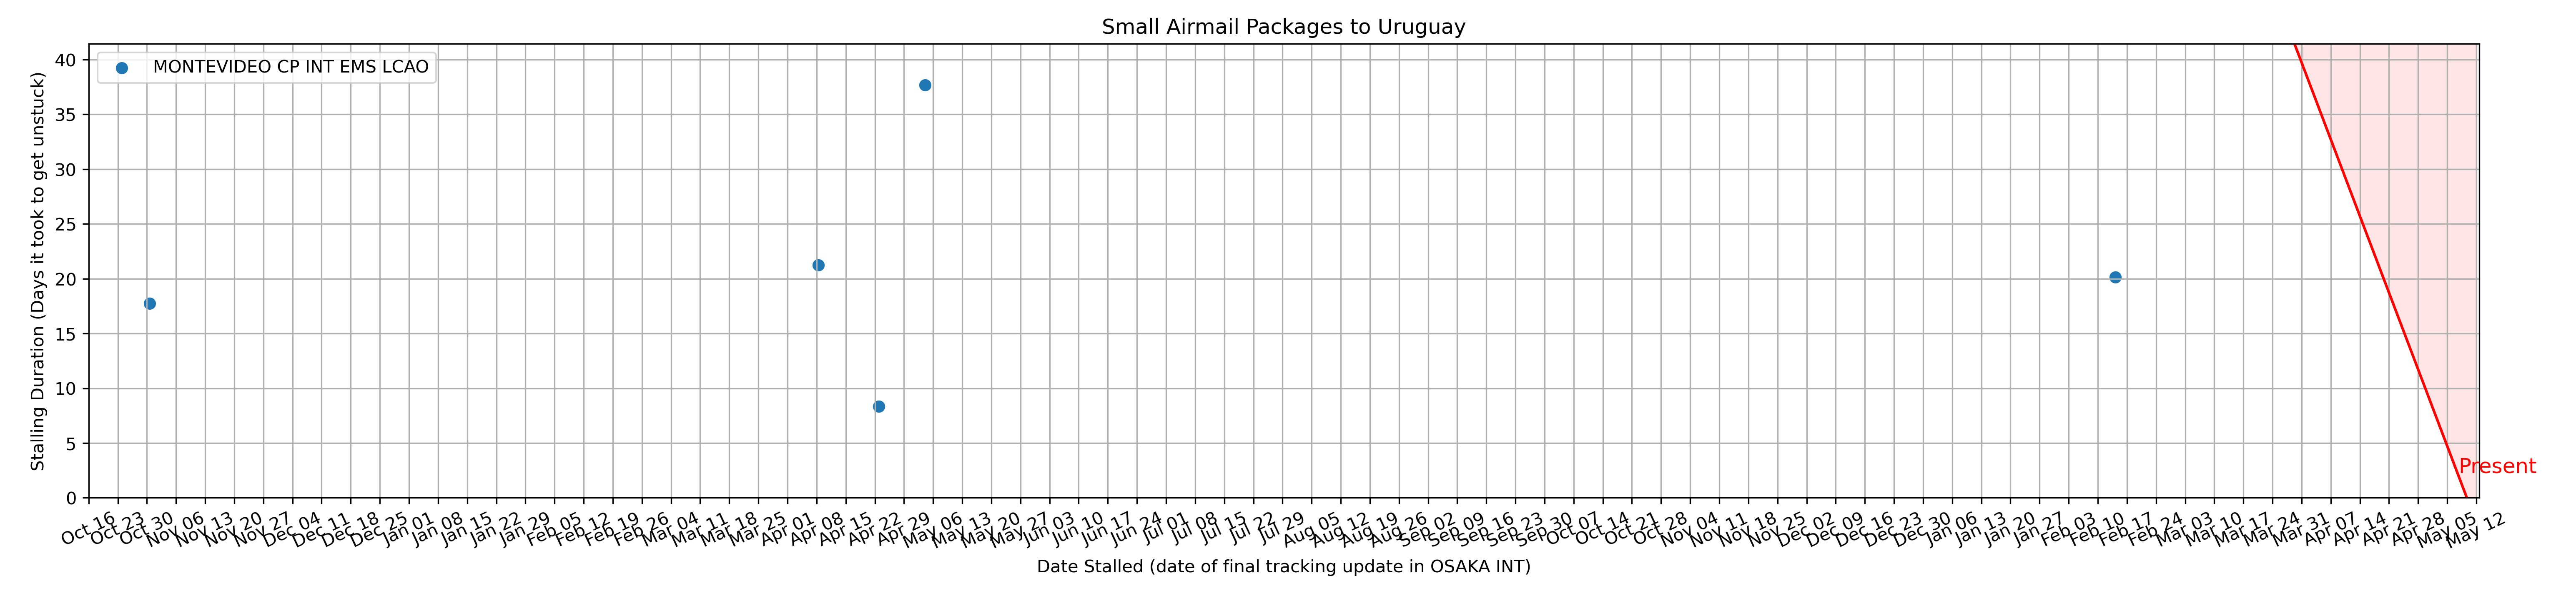 Small Airmail Packages to Uruguay
MONTEVIDEO CP INT EMS LCAO
Stalling Duration (Days it took to get unstuck)
40
35
30
25
20
15
10
5
0
Present
Oct 16 Oct 23 Oct 30 Nov 06 Nov 13 Nov 20 Nov 27 Dec 04 Dec 11 Dec 18 Dec 25 Jan 01 Jan 08 Jan 15 Jan 22 Jan 29 Feb 05 Feb 12 Feb 19 Feb 26 Mar 04 Mar 11 Mar 18 Mar 25 Apr 01 Apr 08 Apr 15 Apr 22 Apr 29 May 06 May 13 May 20 May 27 Jun 03 Jun 10 Jun 17 Jun 24 Jul 01 Jul 08 Jul 15 Jul 22 Jul 29 Aug 05 Aug 12 Aug 19 Aug 26 Sep 02 Sep 09 Sep 16 Sep 23 Sep 30 Oct 07 Oct 14 Oct 21 Oct 28 Nov 04 Nov 11 Nov 18 Nov 25 Dec 02 Dec 09 Dec 16 Dec 23 Dec 30 Jan 06 Jan 13 Jan 20 Jan 27 Feb 03 Feb 10 Feb 17 Feb 24 Mar 03 Mar 10 Mar 17 Mar 24 Mar 31 Apr 07 Apr 14 Apr 21 Apr 28 May 05 May 12
Date Stalled (date of final tracking update in OSAKA INT)